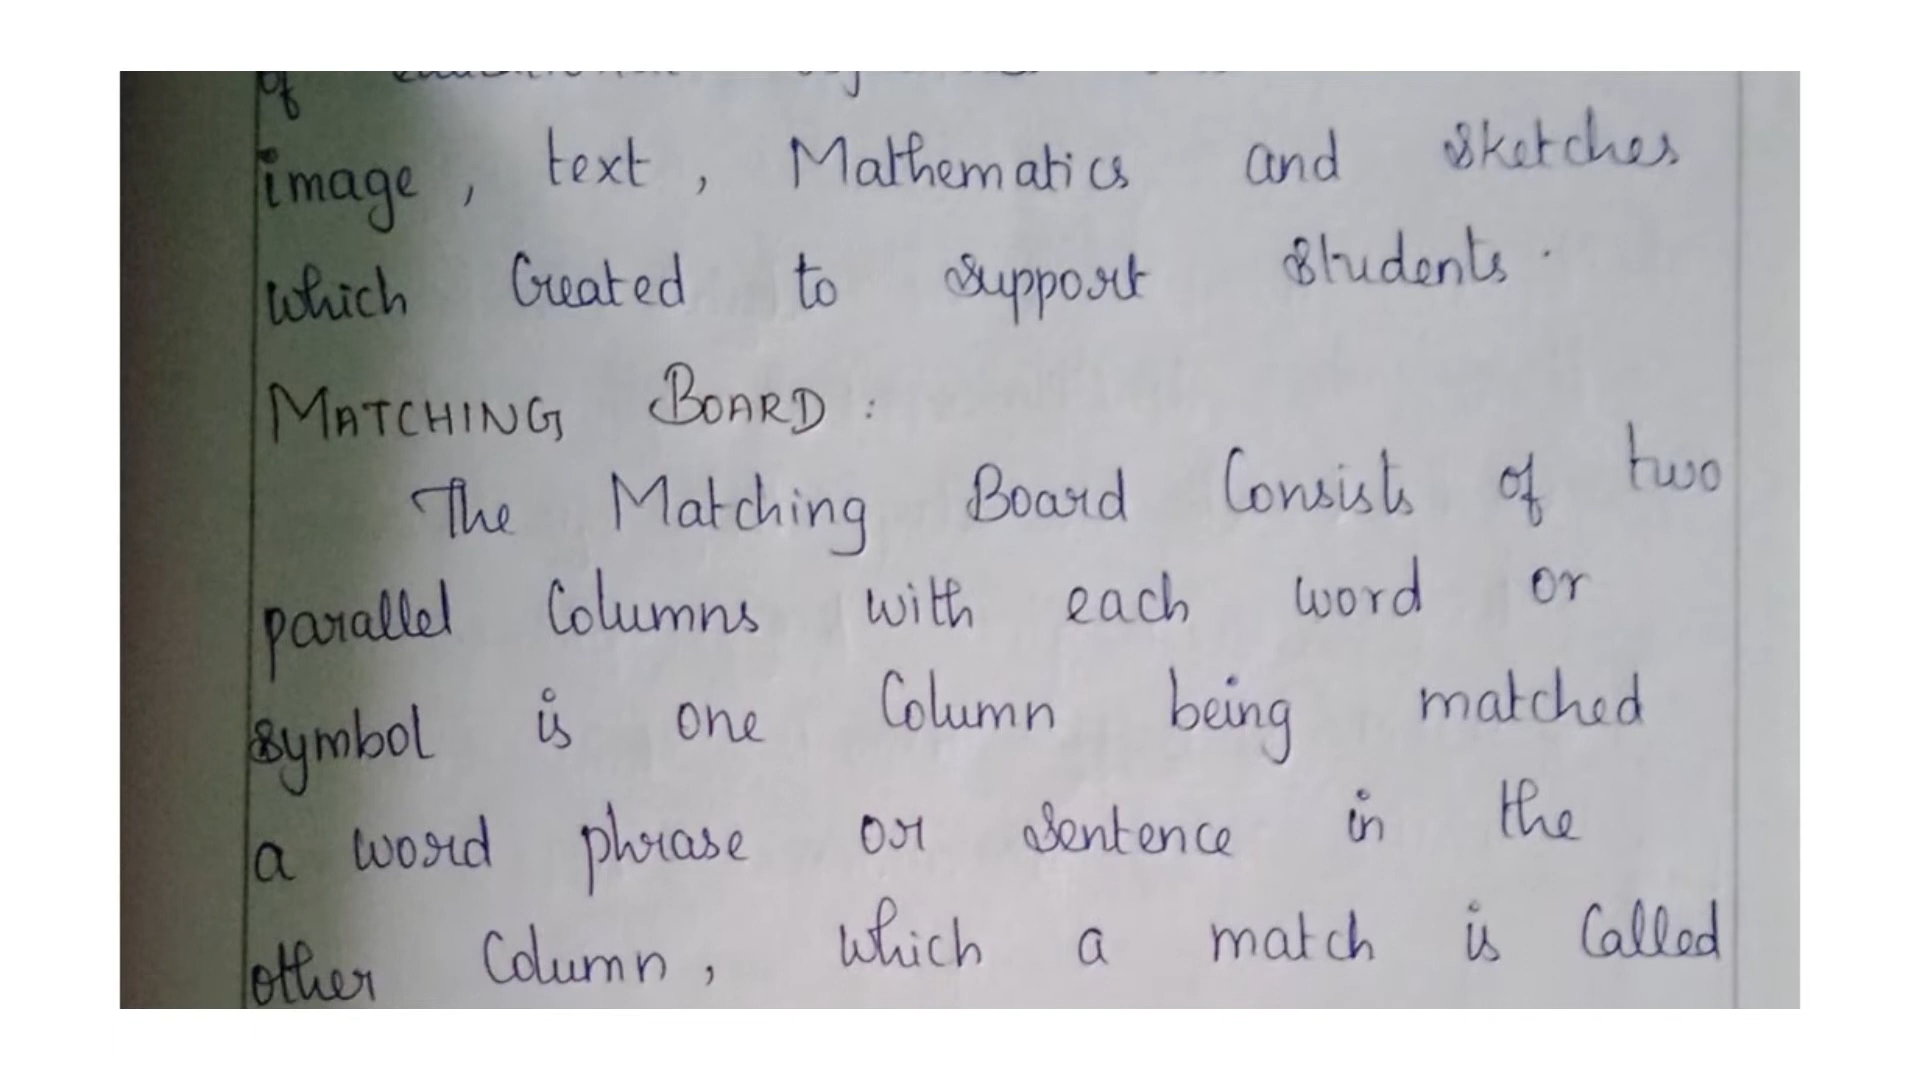 of
image, text, Mathematics and sketches
which Created to support students.
MATCHING BOARD:
The Matching Board Consists of two
parallel Columns with each word or
symbol is one Column being matched
a word phrase or sentence in the
other Column, which a match is Called